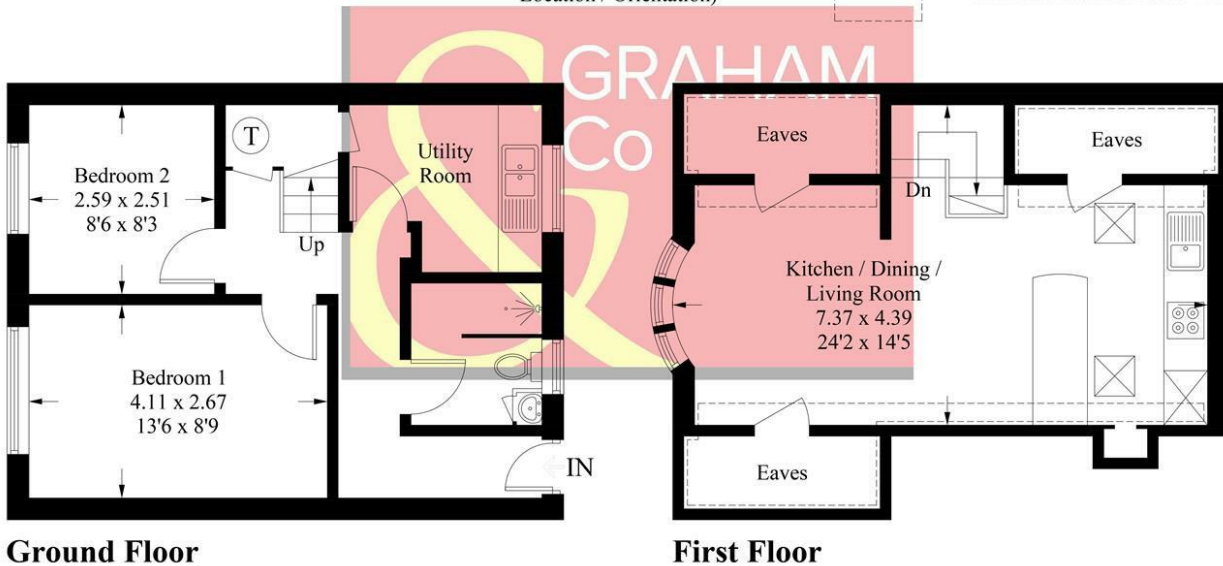 Location / Orientation)
GRAHAM
& Co
Bedroom 2
2.59 x 2.51
8'6 x 8'3
T
Up
Utility
Room
Bedroom 1
4.11 x 2.67
13'6 x 8'9
IN
Ground Floor
Eaves
Eaves
Dn
Kitchen / Dining /
Living Room
7.37 x 4.39
24'2 x 14'5
Eaves
First Floor